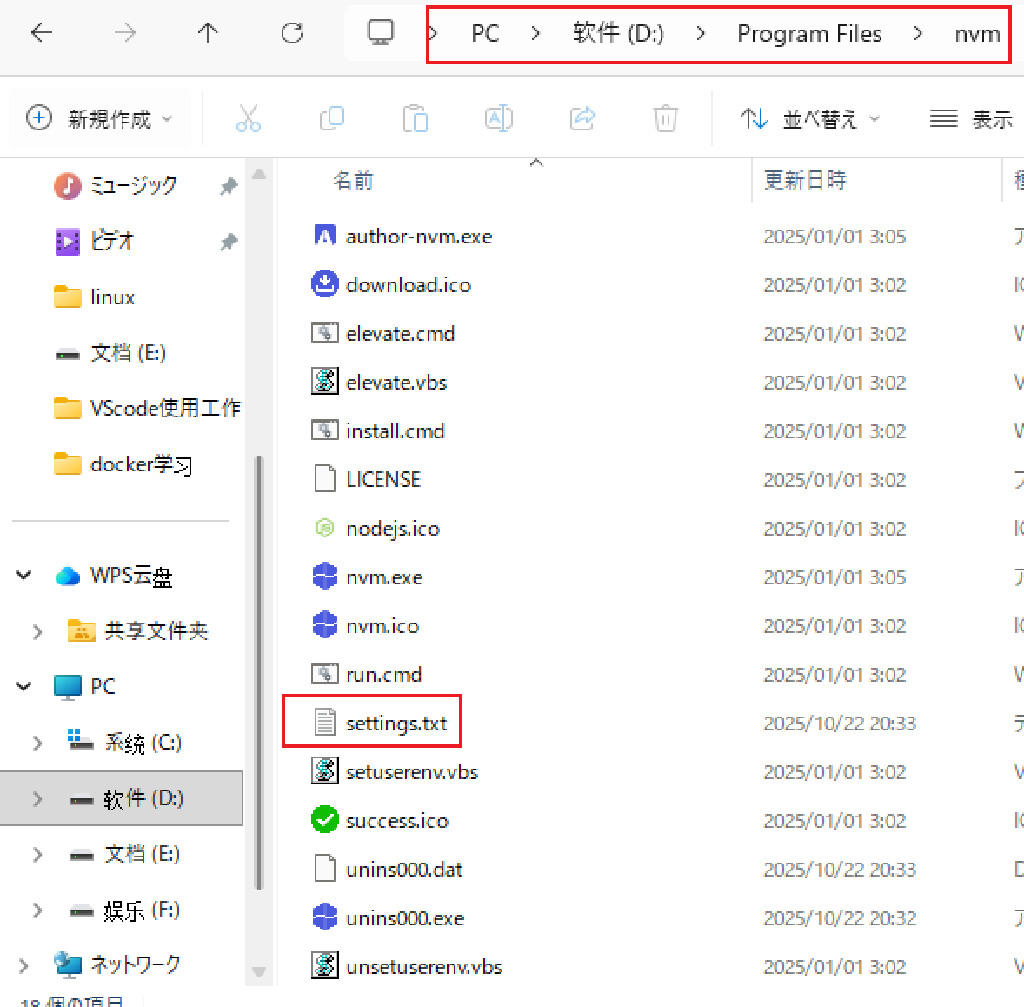 PC > 软件 (D:) > Program Files > nvm
新規作成 並べ替え 表示
名前 更新日時
ミュージック
ビデオ
linux
文档 (E:)
VScode使用工作
docker学习
WPS云盘
共享文件夹
PC
系统 (C:)
软件 (D:)
文档 (E:)
娱乐 (F:)
ネットワーク
author-nvm.exe 2025/01/01 3:05
download.ico 2025/01/01 3:02
elevate.cmd 2025/01/01 3:02
elevate.vbs 2025/01/01 3:02
install.cmd 2025/01/01 3:02
LICENSE 2025/01/01 3:02
nodejs.ico 2025/01/01 3:02
nvm.exe 2025/01/01 3:05
nvm.ico 2025/01/01 3:02
run.cmd 2025/01/01 3:02
settings.txt 2025/10/22 20:33
setuserenv.vbs 2025/01/01 3:02
success.ico 2025/01/01 3:02
unins000.dat 2025/10/22 20:33
unins000.exe 2025/10/22 20:32
unsetuserenv.vbs 2025/01/01 3:02
18 個の項目